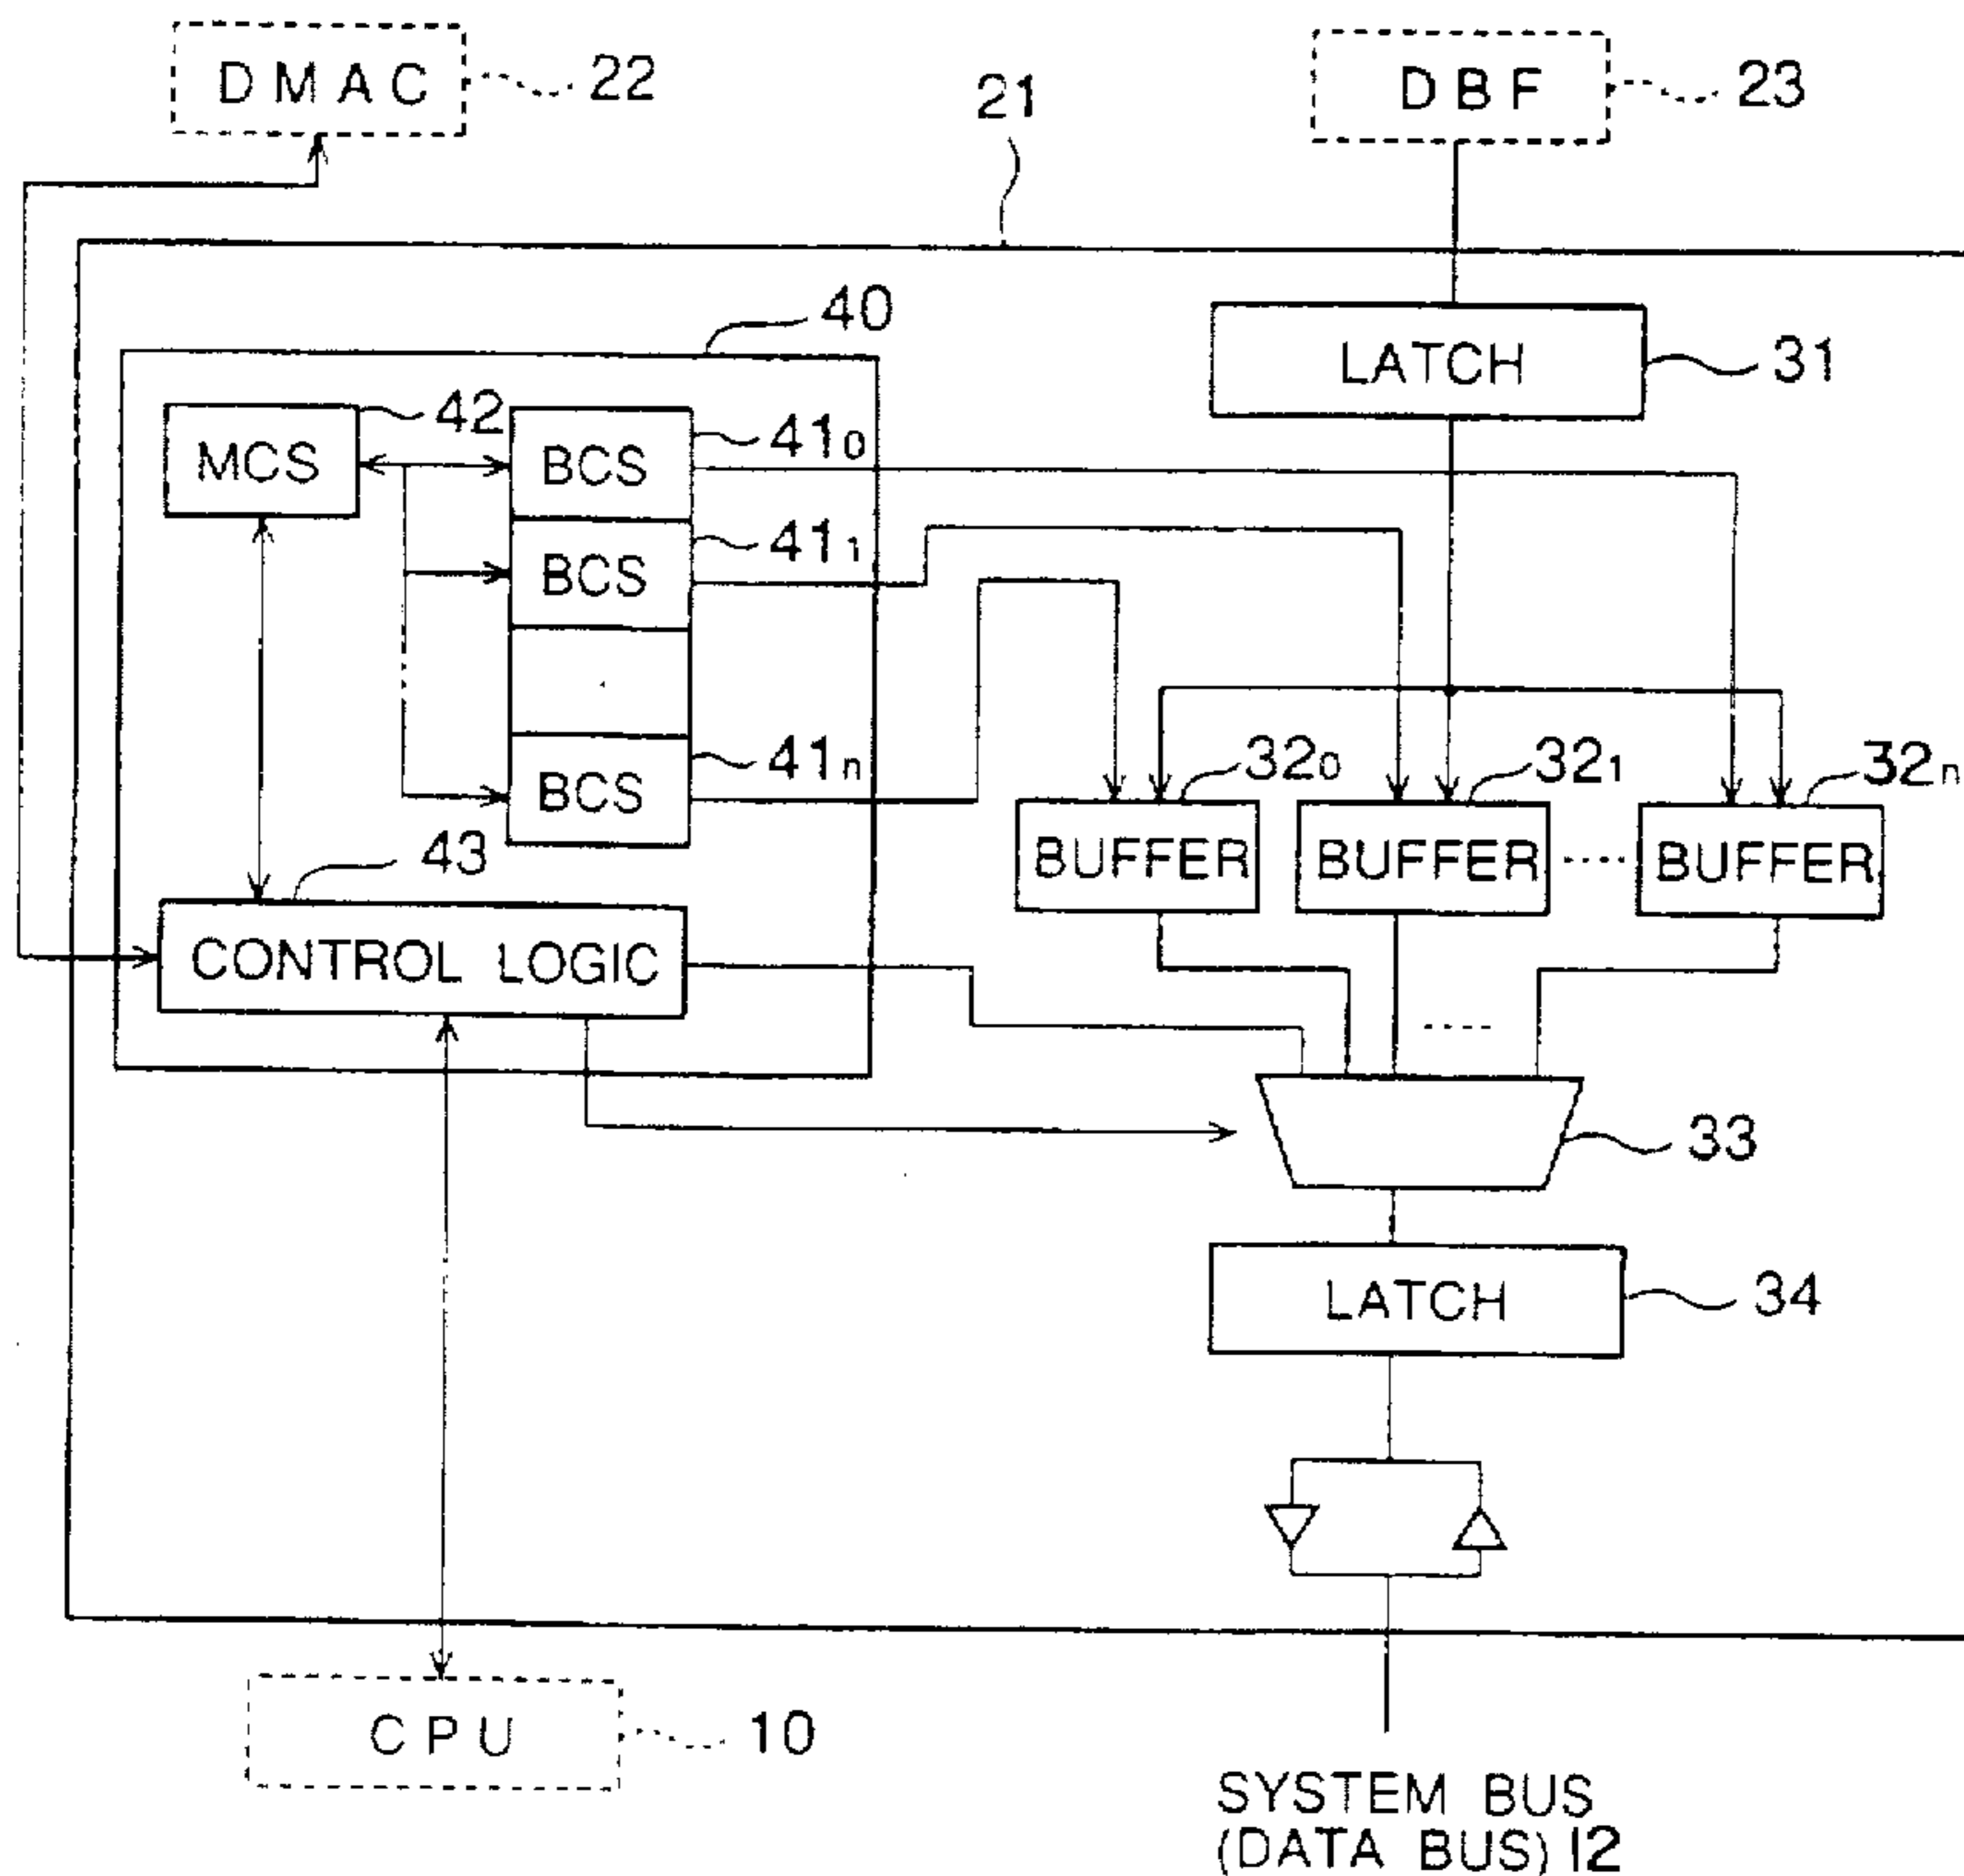 DMAC 22
DBF 23
21
40
LATCH 31
42
MCS
BCS 41₀
BCS 41₁
BCS 41ₙ
32₀ 32₁ 32ₙ
43
BUFFER BUFFER BUFFER
CONTROL LOGIC
33
LATCH 34
CPU 10
SYSTEM BUS
(DATA BUS) 12